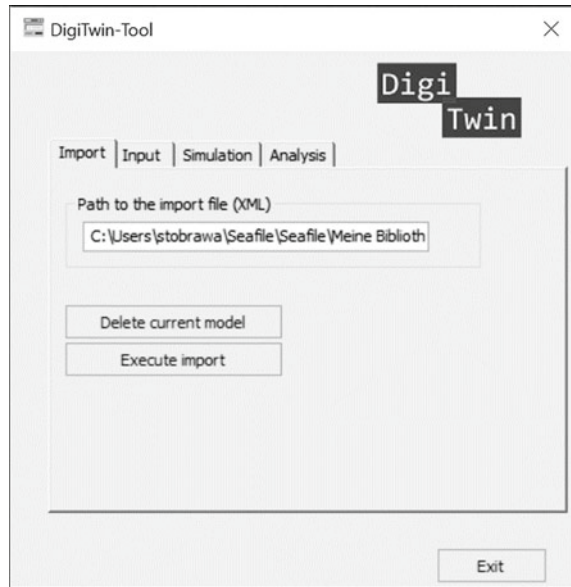 DigiTwin-Tool
Digi
Twin
Import Input Simulation Analysis
Path to the import file (XML)
C:\Users\stobrawa\Seafile\Seafile\Meine Biblioth
Delete current model
Execute import
Exit